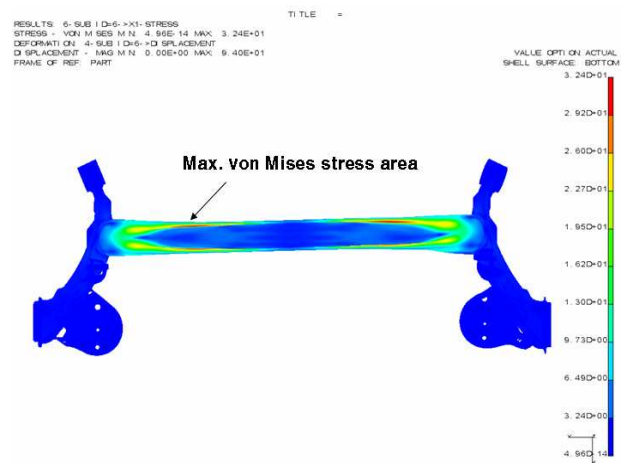 TITLE =
RESULTS: 6- SUB ID=6->X1-STRESS
STRESS - VON MISES MIN: 4.96E-14 MAX: 3.24E+01
DEFORMATION: 4- SUB ID=6->DISPLACEMENT
DISPLACEMENT - MAG MIN: 0.00E+00 MAX: 9.40E+01
FRAME OF REF: PART
VALUE OPTION: ACTUAL
SHELL SURFACE: BOTTOM
3.24D+01
2.92D+01
2.60D+01
2.27D+01
Max. von Mises stress area
1.95D+01
1.62D+01
1.30D+01
9.73D+00
6.49D+00
3.24D+00
4.96D-14